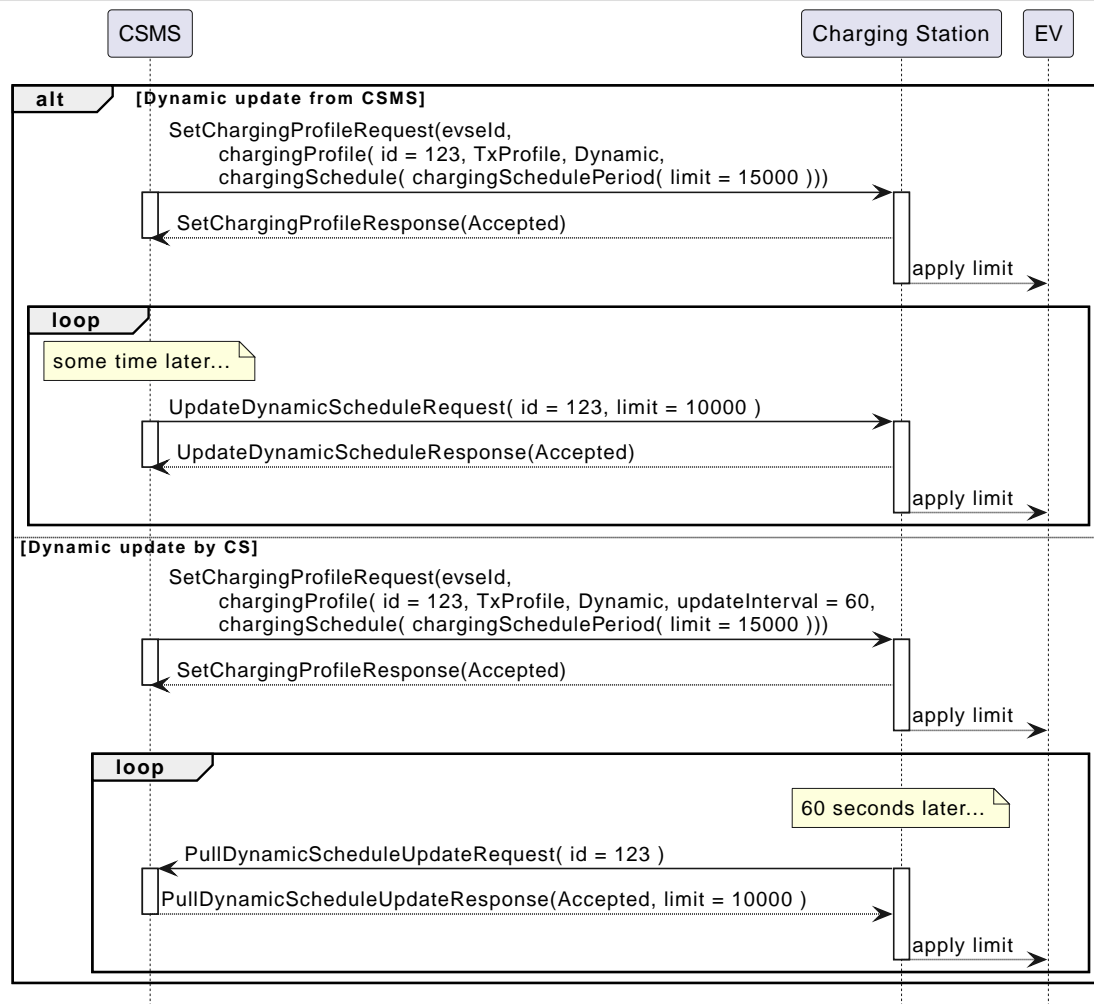 CSMS
Charging Station
EV
alt
[Dynamic update from CSMS]
SetChargingProfileRequest(evseId,
chargingProfile( id = 123, TxProfile, Dynamic,
chargingSchedule( chargingSchedulePeriod( limit = 15000 )))
SetChargingProfileResponse(Accepted)
apply limit
loop
some time later...
UpdateDynamicScheduleRequest( id = 123, limit = 10000 )
UpdateDynamicScheduleResponse(Accepted)
apply limit
[Dynamic update by CS]
SetChargingProfileRequest(evseId,
chargingProfile( id = 123, TxProfile, Dynamic, updateInterval = 60,
chargingSchedule( chargingSchedulePeriod( limit = 15000 )))
SetChargingProfileResponse(Accepted)
apply limit
loop
60 seconds later...
PullDynamicScheduleUpdateRequest( id = 123 )
PullDynamicScheduleUpdateResponse(Accepted, limit = 10000 )
apply limit